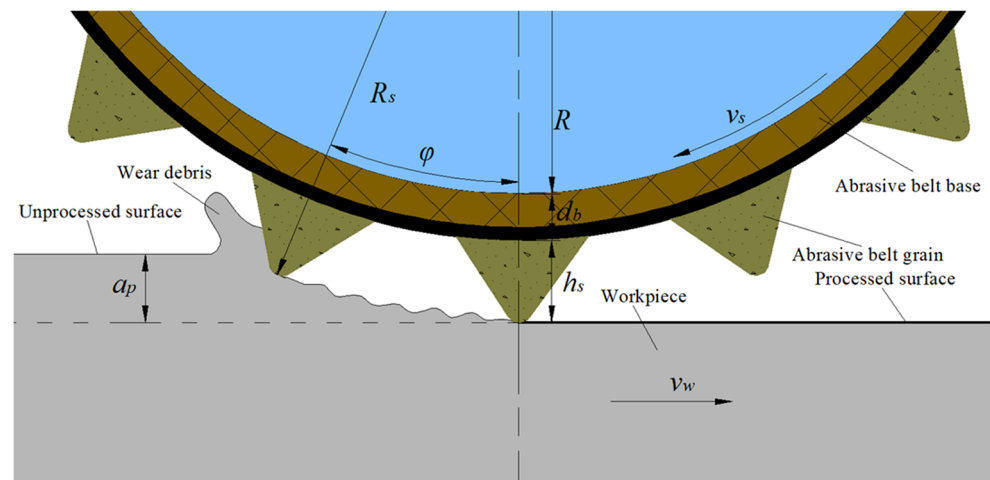 Rs
R
vs
φ
Wear debris
Abrasive belt base
Unprocessed surface
db
Abrasive belt grain
Processed surface
ap
hs
Workpiece
vw